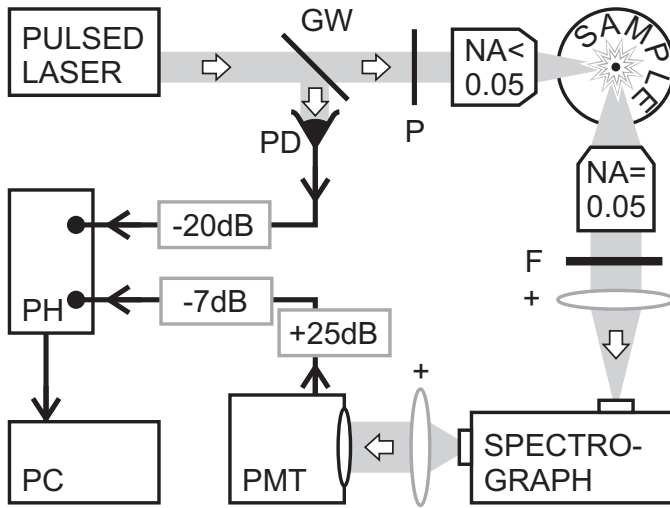 PULSED
LASER
GW
NA<
0.05
SAMPLE
P
PD
NA=
0.05
-20dB
F
PH
-7dB
+
+25dB
+
PC
PMT
SPECTRO-
GRAPH